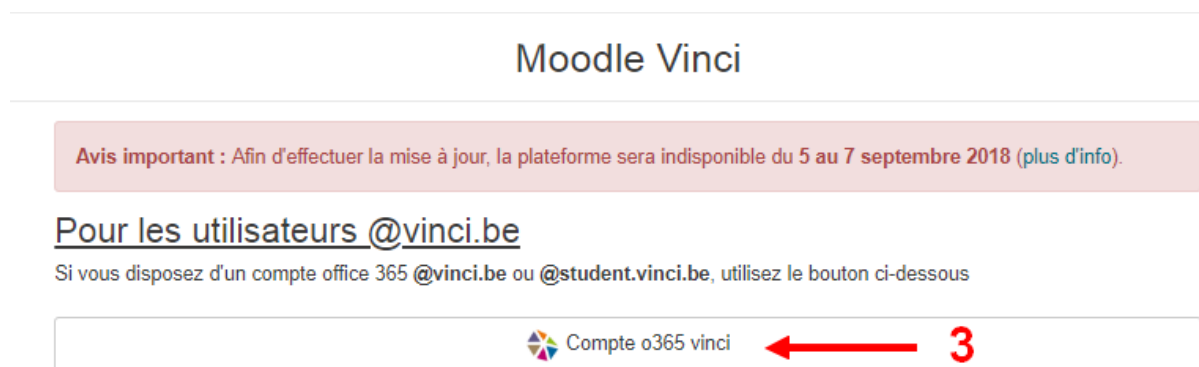 Moodle Vinci
Avis important : Afin d'effectuer la mise à jour, la plateforme sera indisponible du 5 au 7 septembre 2018 (plus d'info).
Pour les utilisateurs @vinci.be
Si vous disposez d'un compte office 365 @vinci.be ou @student.vinci.be, utilisez le bouton ci-dessous
Compte o365 vinci 3